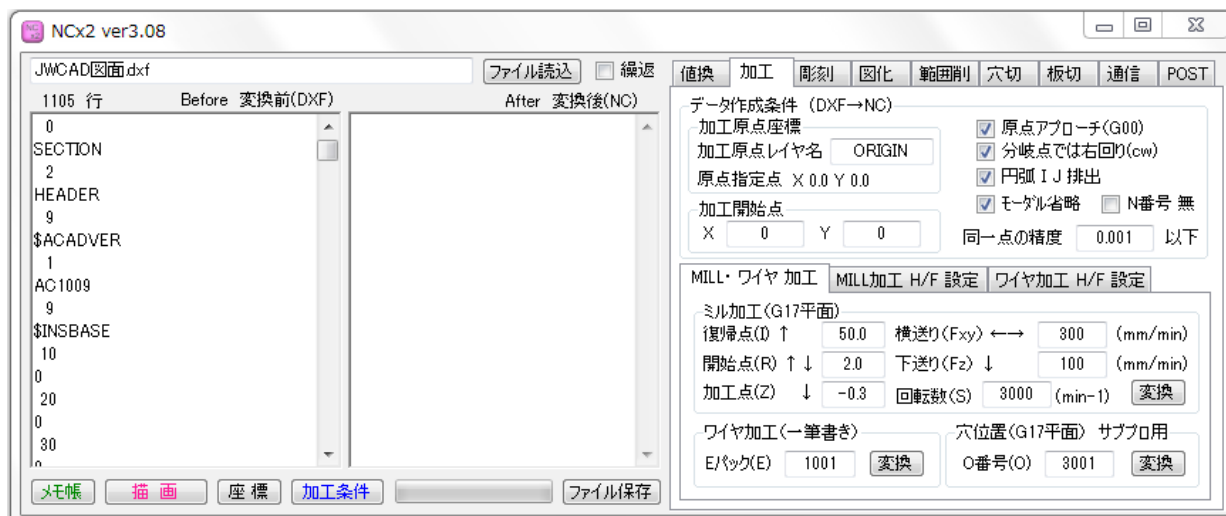 NCx2 ver3.08
JWCAD図面.dxf ファイル読込 繰返
1105 行 Before 変換前(DXF) After 変換後(NC)
0
SECTION
2
HEADER
9
$ACADVER
1
AC1009
9
$INSBASE
10
0
20
0
30
メモ帳 描 画 座 標 加工条件 ファイル保存
値換 加工 彫刻 図化 範囲削 穴切 板切 通信 POST
データ作成条件 (DXF→NC)
加工原点座標
加工原点レイヤ名 ORIGIN
原点指定点 X 0.0 Y 0.0
加工開始点
X 0 Y 0
原点アプローチ(G00)
分岐点では右回り(cw)
円弧 I J 排出
モーダル省略 N番号 無
同一点の精度 0.001 以下
MILL・ワイヤ 加工 MILL加工 H/F 設定 ワイヤ加工 H/F 設定
ミル加工(G17平面)
復帰点(I) ↑ 50.0 横送り(Fxy) ←→ 300 (mm/min)
開始点(R) ↑↓ 2.0 下送り(Fz) ↓ 100 (mm/min)
加工点(Z) ↓ -0.3 回転数(S) 3000 (min-1) 変換
ワイヤ加工(一筆書き)
Eパック(E) 1001 変換
穴位置(G17平面) サブプロ用
O番号(O) 3001 変換